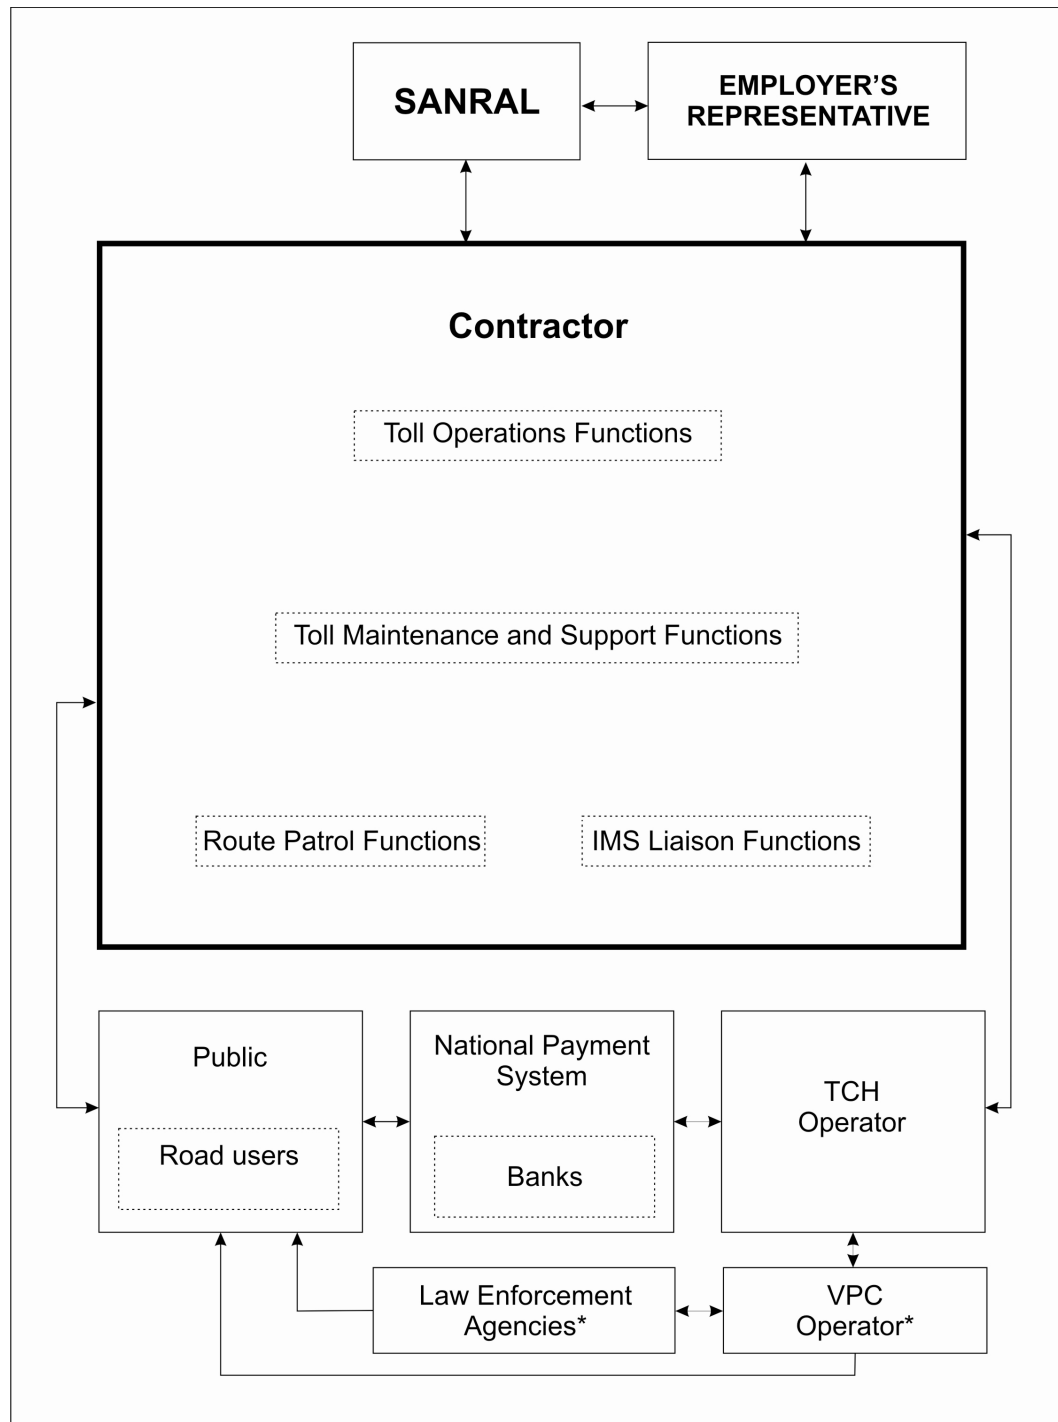 SANRAL
EMPLOYER’S
REPRESENTATIVE
Contractor
Toll Operations Functions
Toll Maintenance and Support Functions
Route Patrol Functions
IMS Liaison Functions
Public
Road users
National Payment
System
Banks
TCH
Operator
Law Enforcement
Agencies*
VPC
Operator*